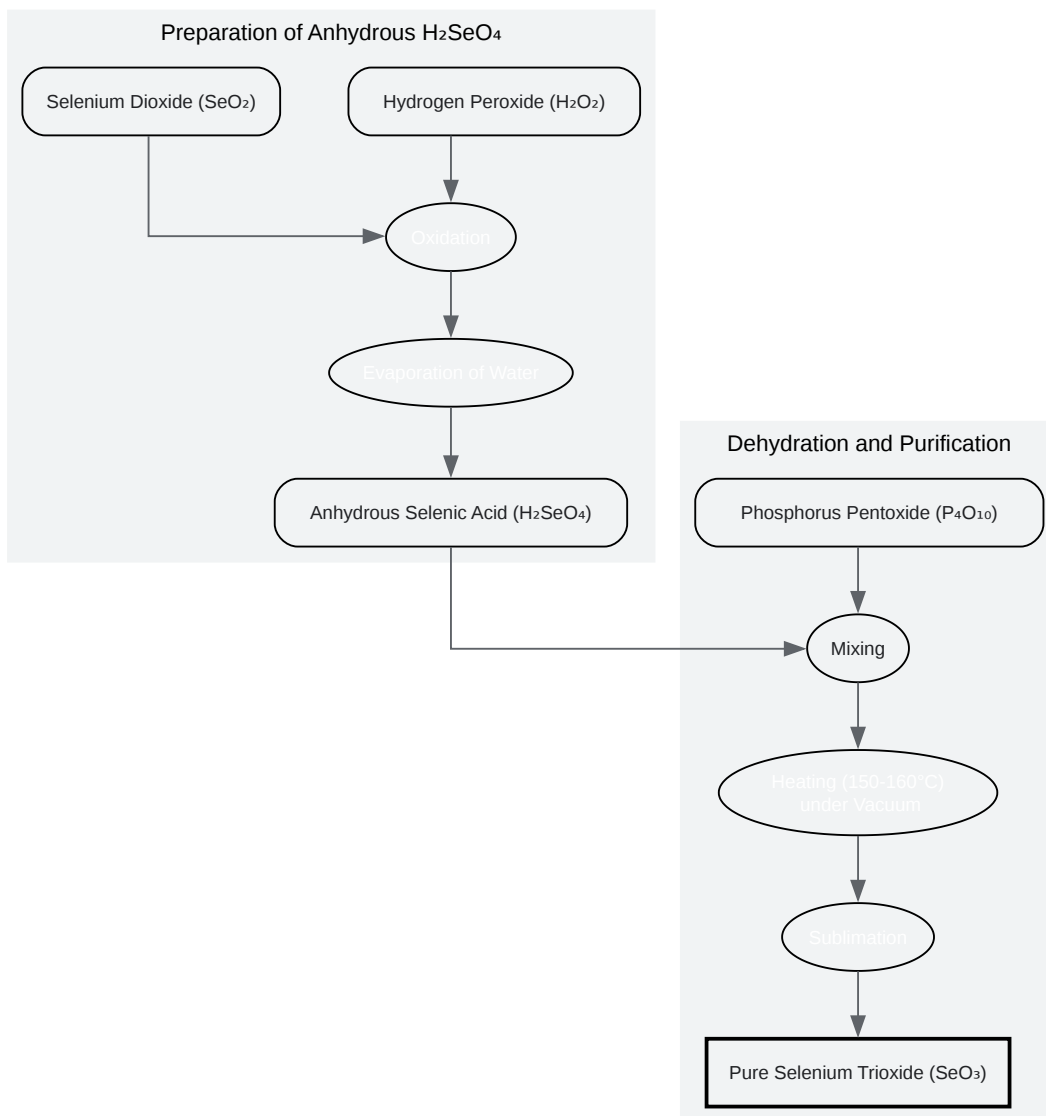 Preparation of Anhydrous H₂SeO₄
Selenium Dioxide (SeO₂)
Hydrogen Peroxide (H₂O₂)
Oxidation
Evaporation of Water
Anhydrous Selenic Acid (H₂SeO₄)
Dehydration and Purification
Phosphorus Pentoxide (P₄O₁₀)
Mixing
Heating (150-160°C)
under Vacuum
Sublimation
Pure Selenium Trioxide (SeO₃)